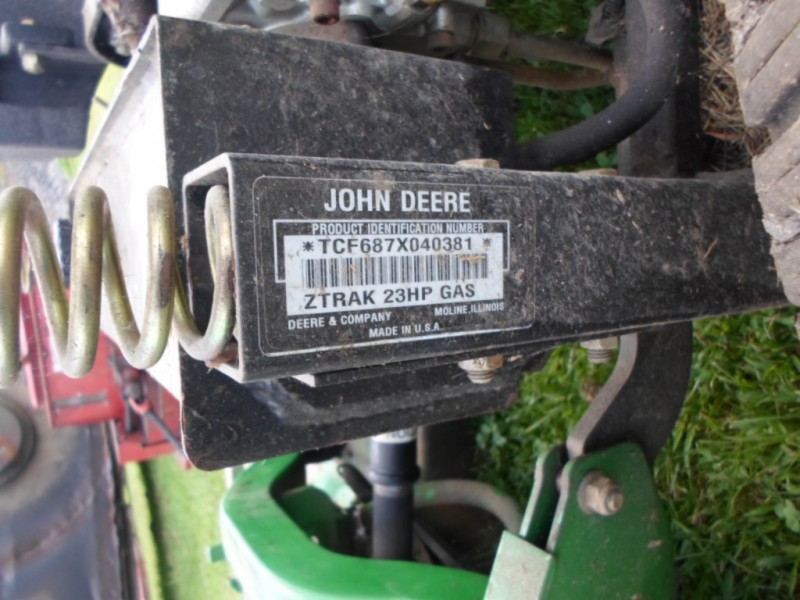 JOHN DEERE
PRODUCT IDENTIFICATION NUMBER
*TCF687X040381*
ZTRAK 23HP GAS
DEERE & COMPANY MOLINE, ILLINOIS
MADE IN U.S.A.